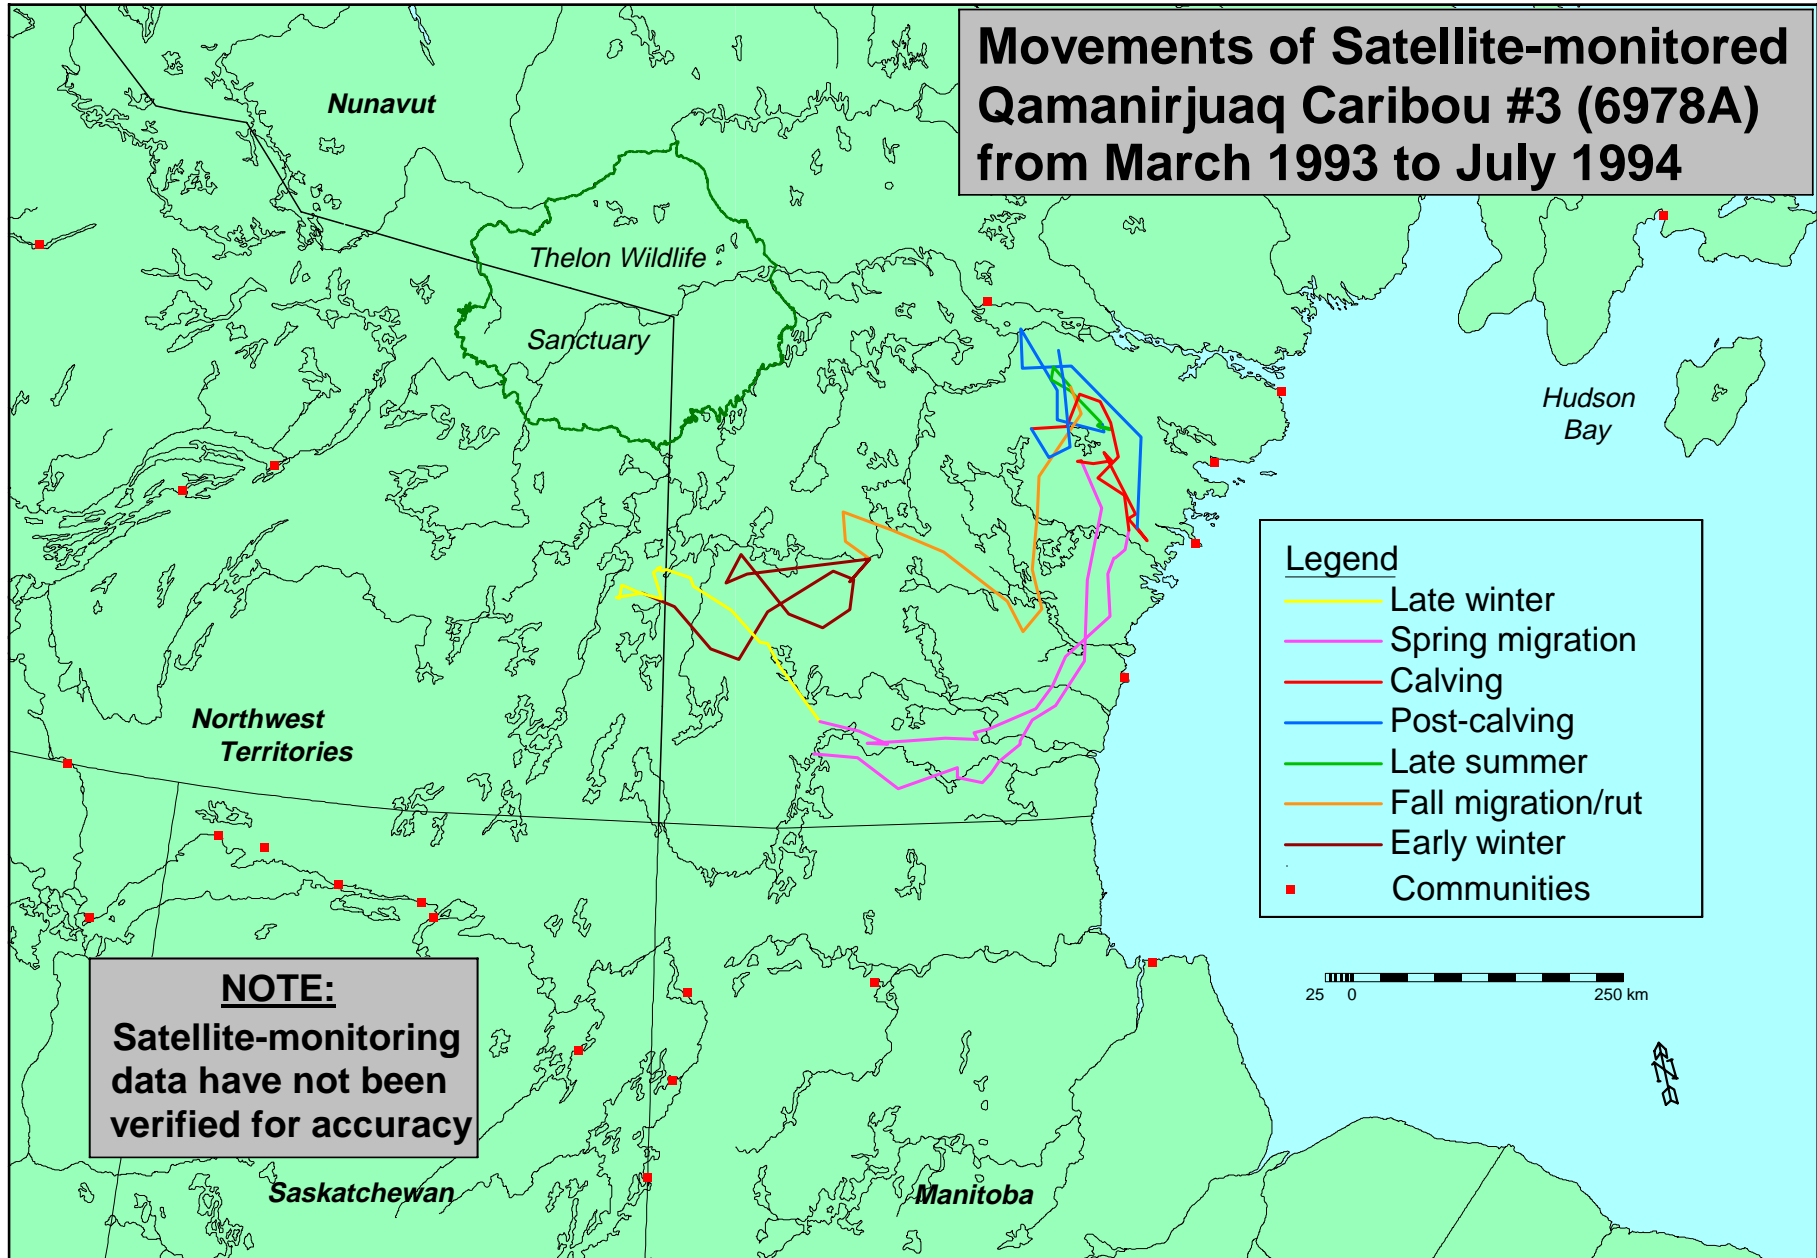 Movements of Satellite-monitored
Qamanirjuaq Caribou #3 (6978A)
from March 1993 to July 1994
Nunavut
Thelon Wildlife
Sanctuary
Hudson
Bay
Legend
Late winter
Spring migration
Calving
Post-calving
Late summer
Fall migration/rut
Early winter
Communities
Northwest
Territories
25 0 250 km
N
NOTE:
Satellite-monitoring
data have not been
verified for accuracy
Saskatchewan
Manitoba